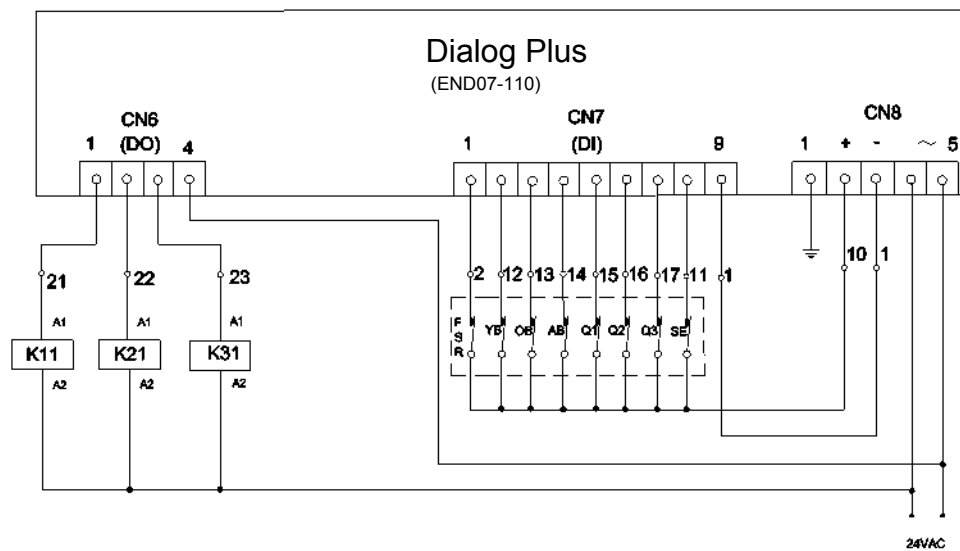 Dialog Plus
(END07-110)
CN6
(DO)
1
4
CN7
(DI)
1
9
CN8
1 + - ~ 5
21
22
23
2 12 13 14 15 16 17 11 1
10 1
A1
A1
A1
K11
K21
K31
A2
A2
A2
F
S
R
YB OB AB Q1 Q2 Q3 SE
24VAC